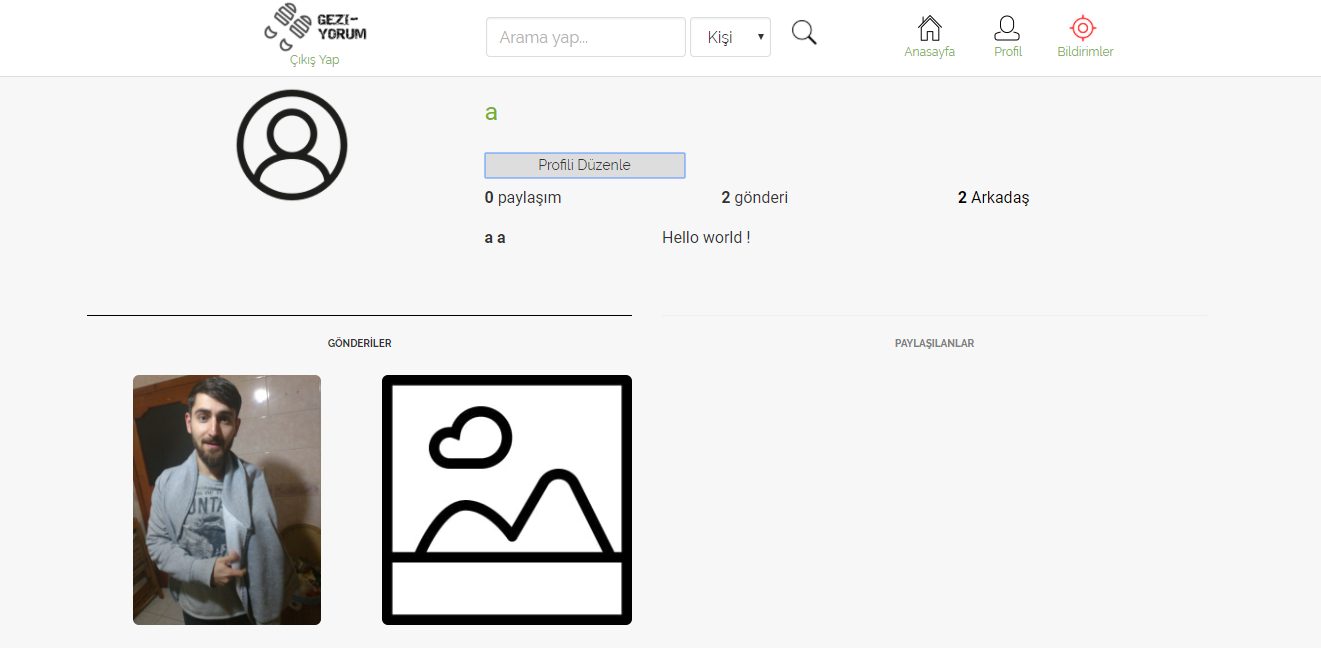 GEZİ-
YORUM
Çıkış Yap
Arama yap...
Kişi
Anasayfa
Profil
Bildirimler
a
Profili Düzenle
0 paylaşım
2 gönderi
2 Arkadaş
a a
Hello world !
GÖNDERİLER
PAYLAŞILANLAR
UNTA